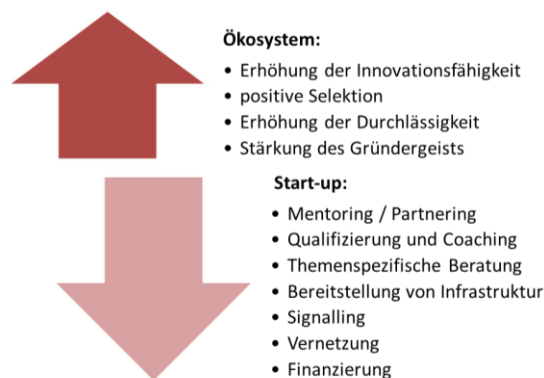 Ökosystem:
• Erhöhung der Innovationsfähigkeit
• positive Selektion
• Erhöhung der Durchlässigkeit
• Stärkung des Gründergeists
Start-up:
• Mentoring / Partnering
• Qualifizierung und Coaching
• Themenspezifische Beratung
• Bereitstellung von Infrastruktur
• Signalling
• Vernetzung
• Finanzierung